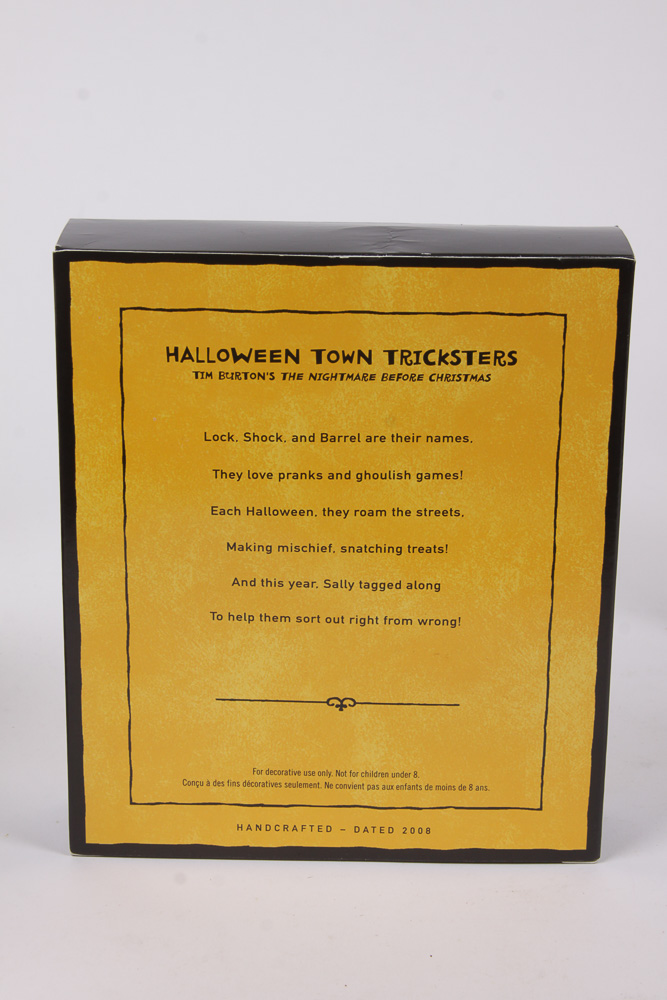 HALLOWEEN TOWN TRICKSTERS
TIM BURTON'S THE NIGHTMARE BEFORE CHRISTMAS
Lock, Shock, and Barrel are their names,
They love pranks and ghoulish games!
Each Halloween, they roam the streets,
Making mischief, snatching treats!
And this year, Sally tagged along
To help them sort out right from wrong!
For decorative use only. Not for children under 8.
Conçu à des fins décoratives seulement. Ne convient pas aux enfants de moins de 8 ans.
HANDCRAFTED – DATED 2008